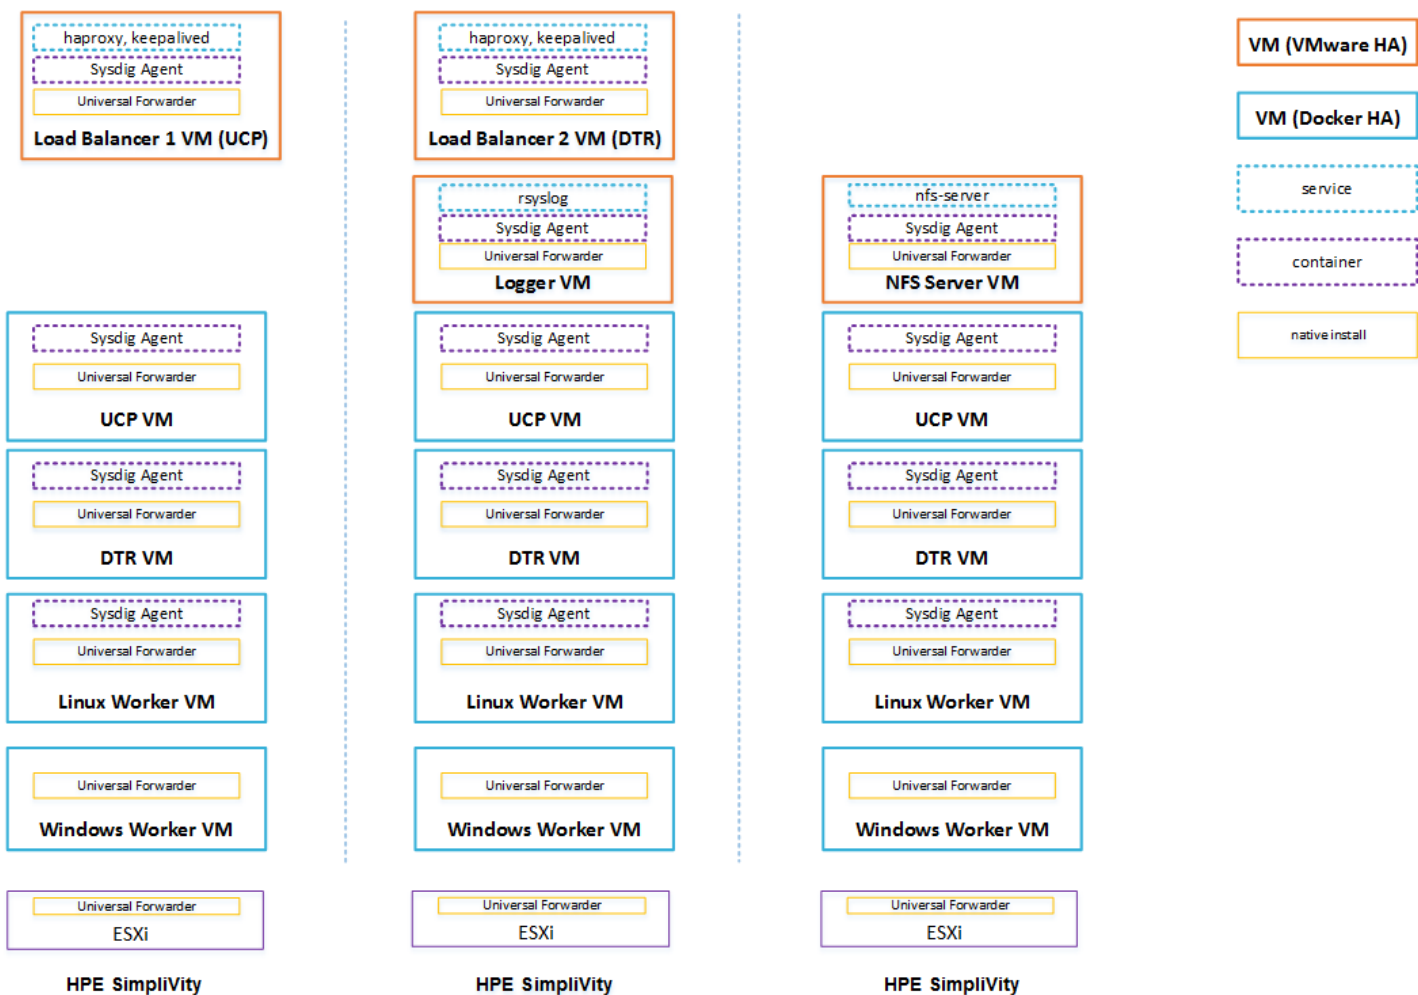 haproxy, keepalived
Sysdig Agent
Universal Forwarder
Load Balancer 1 VM (UCP)
Sysdig Agent
Universal Forwarder
UCP VM
Sysdig Agent
Universal Forwarder
DTR VM
Sysdig Agent
Universal Forwarder
Linux Worker VM
Universal Forwarder
Windows Worker VM
Universal Forwarder
ESXi
HPE SimpliVity
haproxy, keepalived
Sysdig Agent
Universal Forwarder
Load Balancer 2 VM (DTR)
rsyslog
Sysdig Agent
Universal Forwarder
Logger VM
Sysdig Agent
Universal Forwarder
UCP VM
Sysdig Agent
Universal Forwarder
DTR VM
Sysdig Agent
Universal Forwarder
Linux Worker VM
Universal Forwarder
Windows Worker VM
Universal Forwarder
ESXi
HPE SimpliVity
nfs-server
Sysdig Agent
Universal Forwarder
NFS Server VM
Sysdig Agent
Universal Forwarder
UCP VM
Sysdig Agent
Universal Forwarder
DTR VM
Sysdig Agent
Universal Forwarder
Linux Worker VM
Universal Forwarder
Windows Worker VM
Universal Forwarder
ESXi
HPE SimpliVity
VM (VMware HA)
VM (Docker HA)
service
container
native install